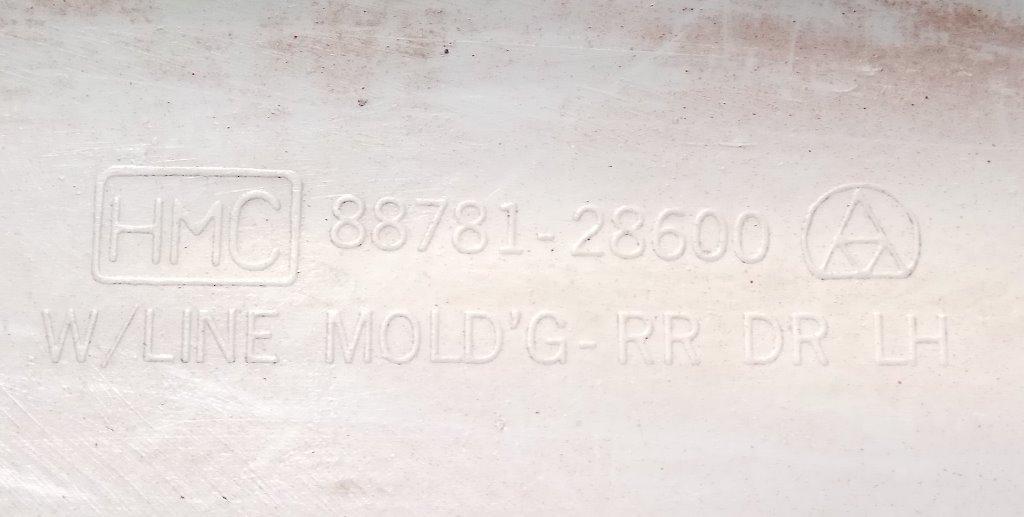 HMC 88781-28600
W/LINE MOLD'G-RR DR LH